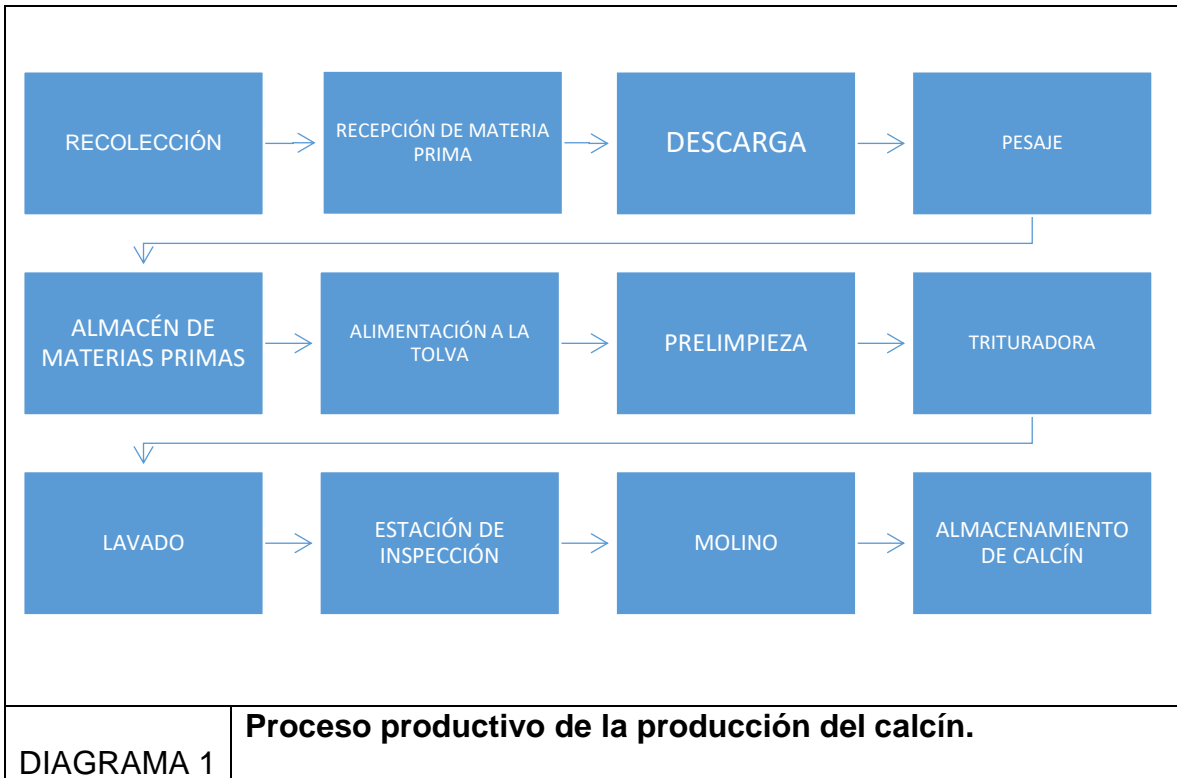 RECOLECCIÓN
RECEPCIÓN DE MATERIA
PRIMA
DESCARGA
PESAJE
ALMACÉN DE
MATERIAS PRIMAS
ALIMENTACIÓN A LA
TOLVA
PRELIMPIEZA
TRITURADORA
LAVADO
ESTACIÓN DE
INSPECCIÓN
MOLINO
ALMACENAMIENTO
DE CALCÍN
DIAGRAMA 1
Proceso productivo de la producción del calcín.